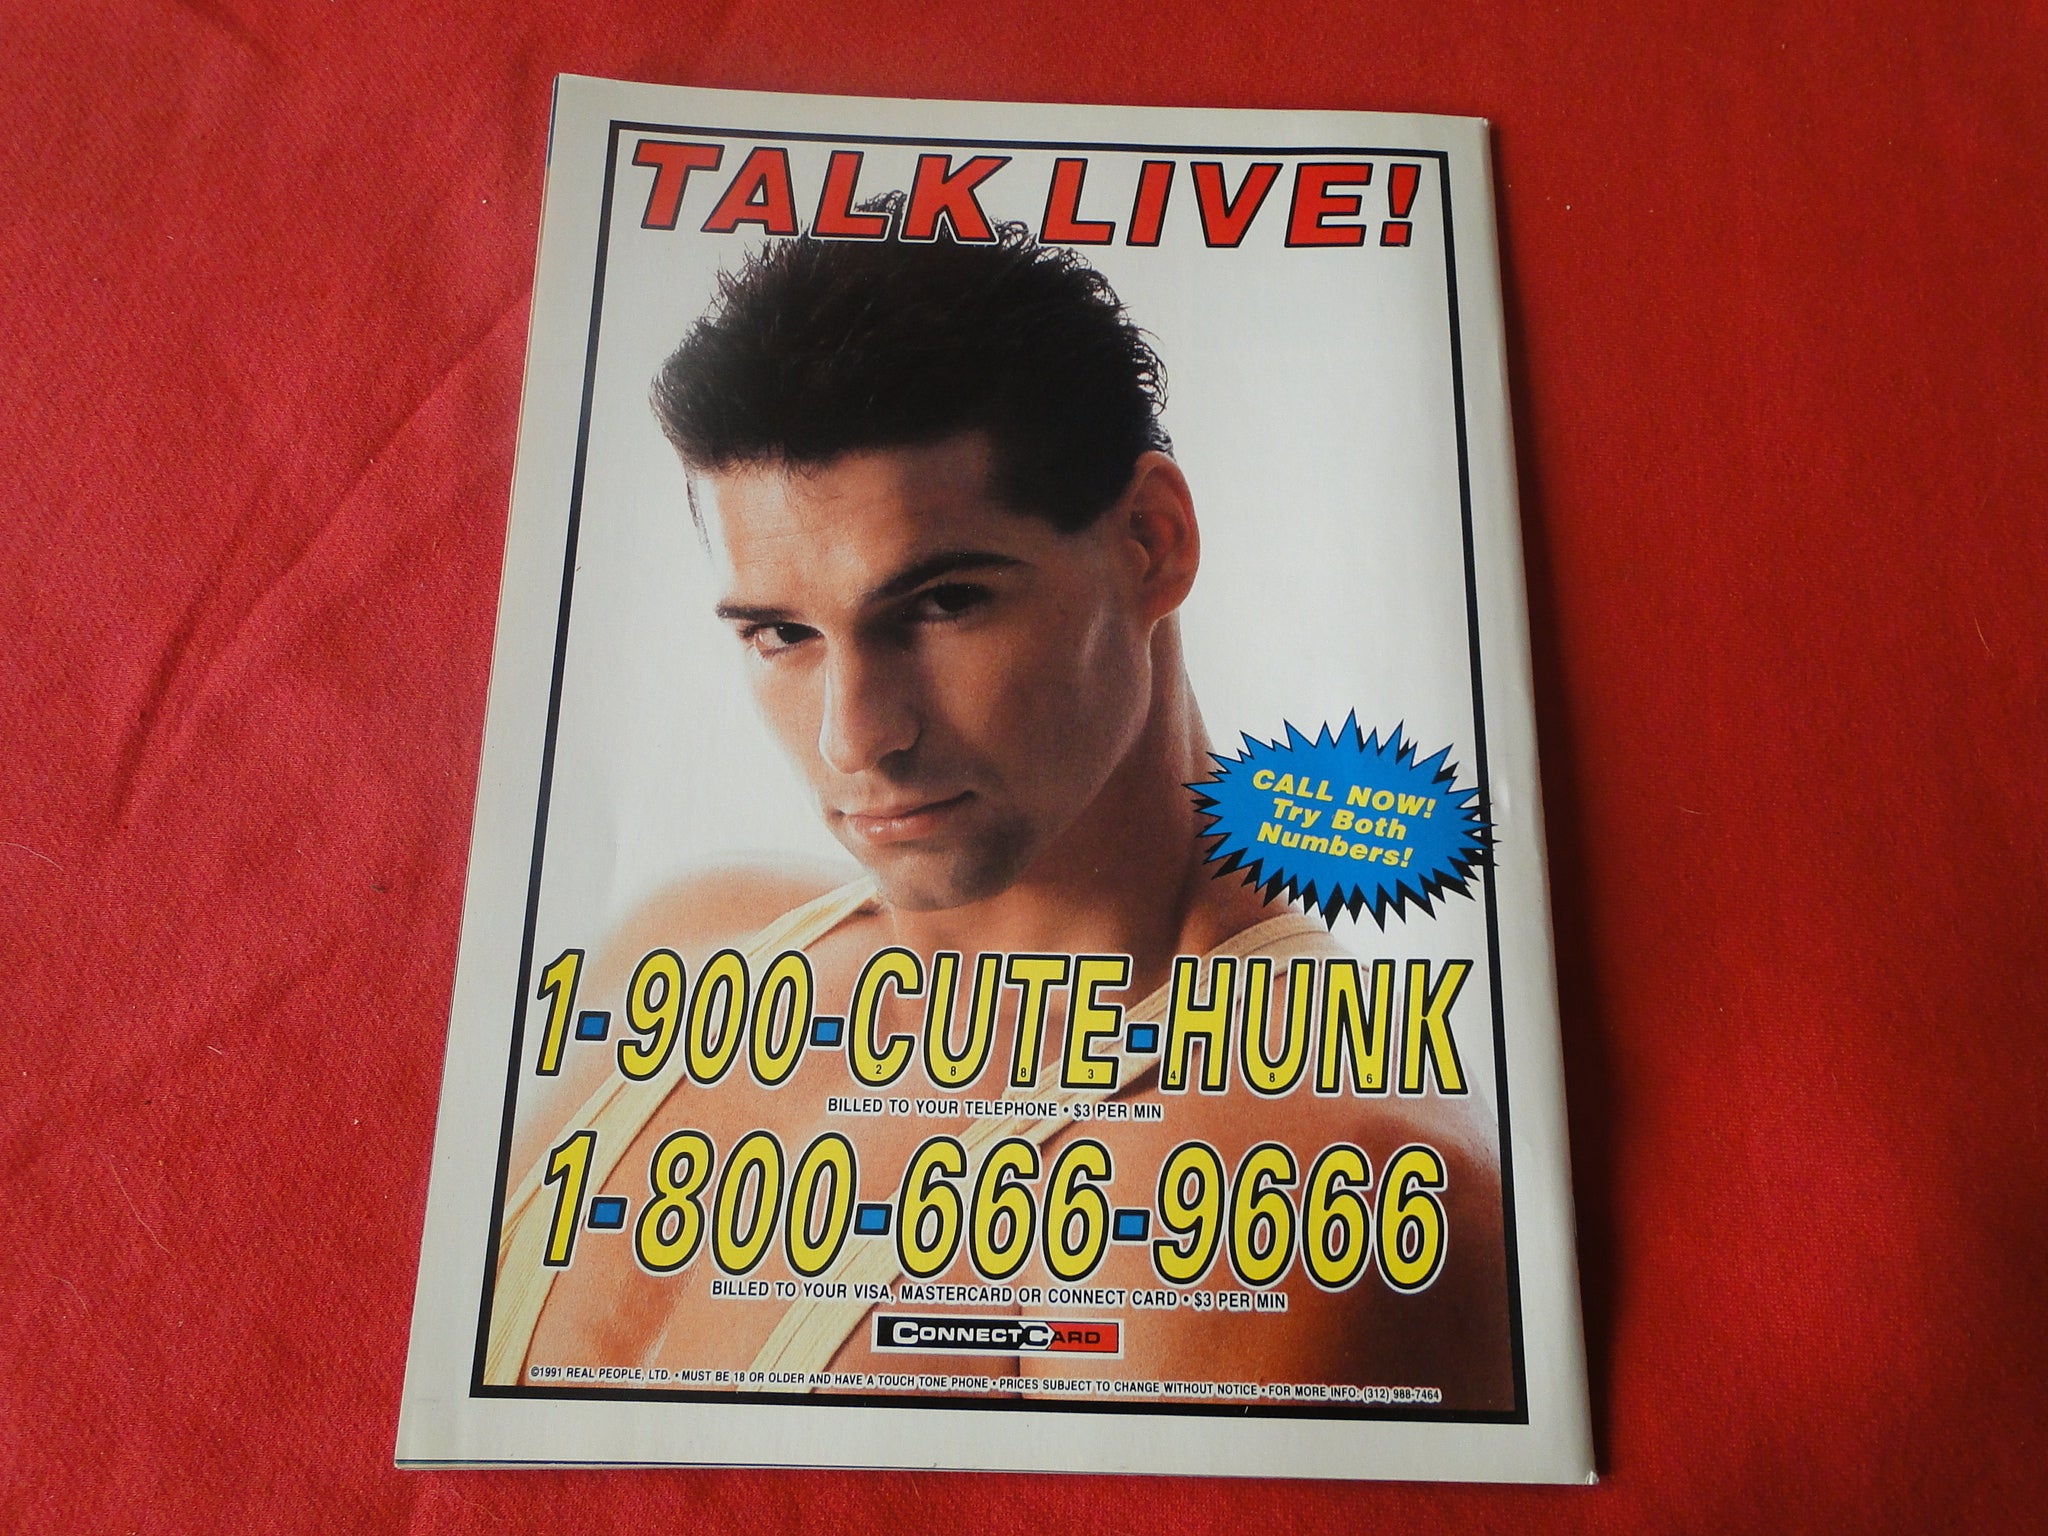 TALK LIVE!
CALL NOW!
Try Both
Numbers!
1-900-CUTE-HUNK
2 8 8 3 4 8 6
BILLED TO YOUR TELEPHONE • $3 PER MIN
1-800-666-9666
BILLED TO YOUR VISA, MASTERCARD OR CONNECT CARD • $3 PER MIN
CONNECT CARD
©1991 REAL PEOPLE, LTD. • MUST BE 18 OR OLDER AND HAVE A TOUCH TONE PHONE • PRICES SUBJECT TO CHANGE WITHOUT NOTICE • FOR MORE INFO: (312) 988-7464